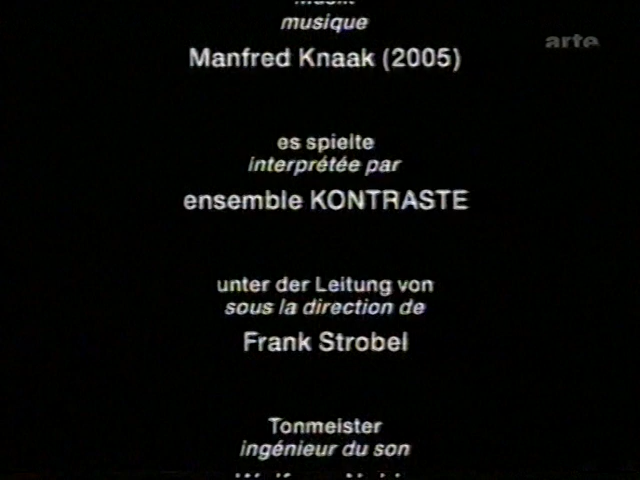 musique
arte
Manfred Knaak (2005)
es spielte
interprétée par
ensemble KONTRASTE
unter der Leitung von
sous la direction de
Frank Strobel
Tonmeister
ingénieur du son